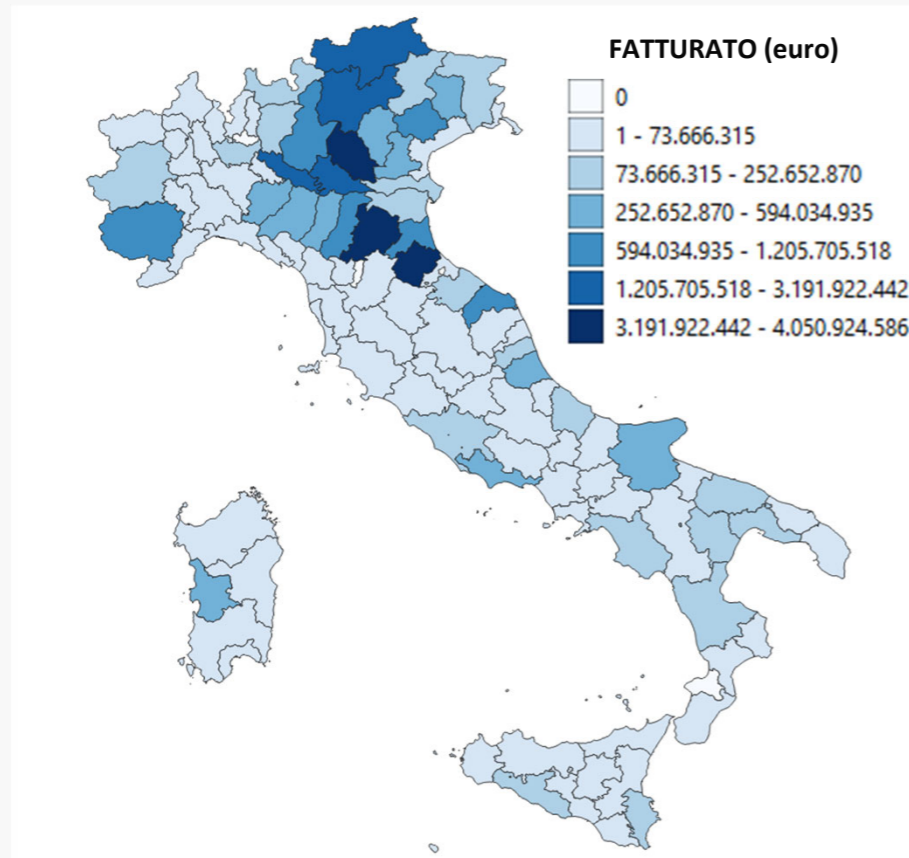 FATTURATO (euro)
0
1 - 73.666.315
73.666.315 - 252.652.870
252.652.870 - 594.034.935
594.034.935 - 1.205.705.518
1.205.705.518 - 3.191.922.442
3.191.922.442 - 4.050.924.586